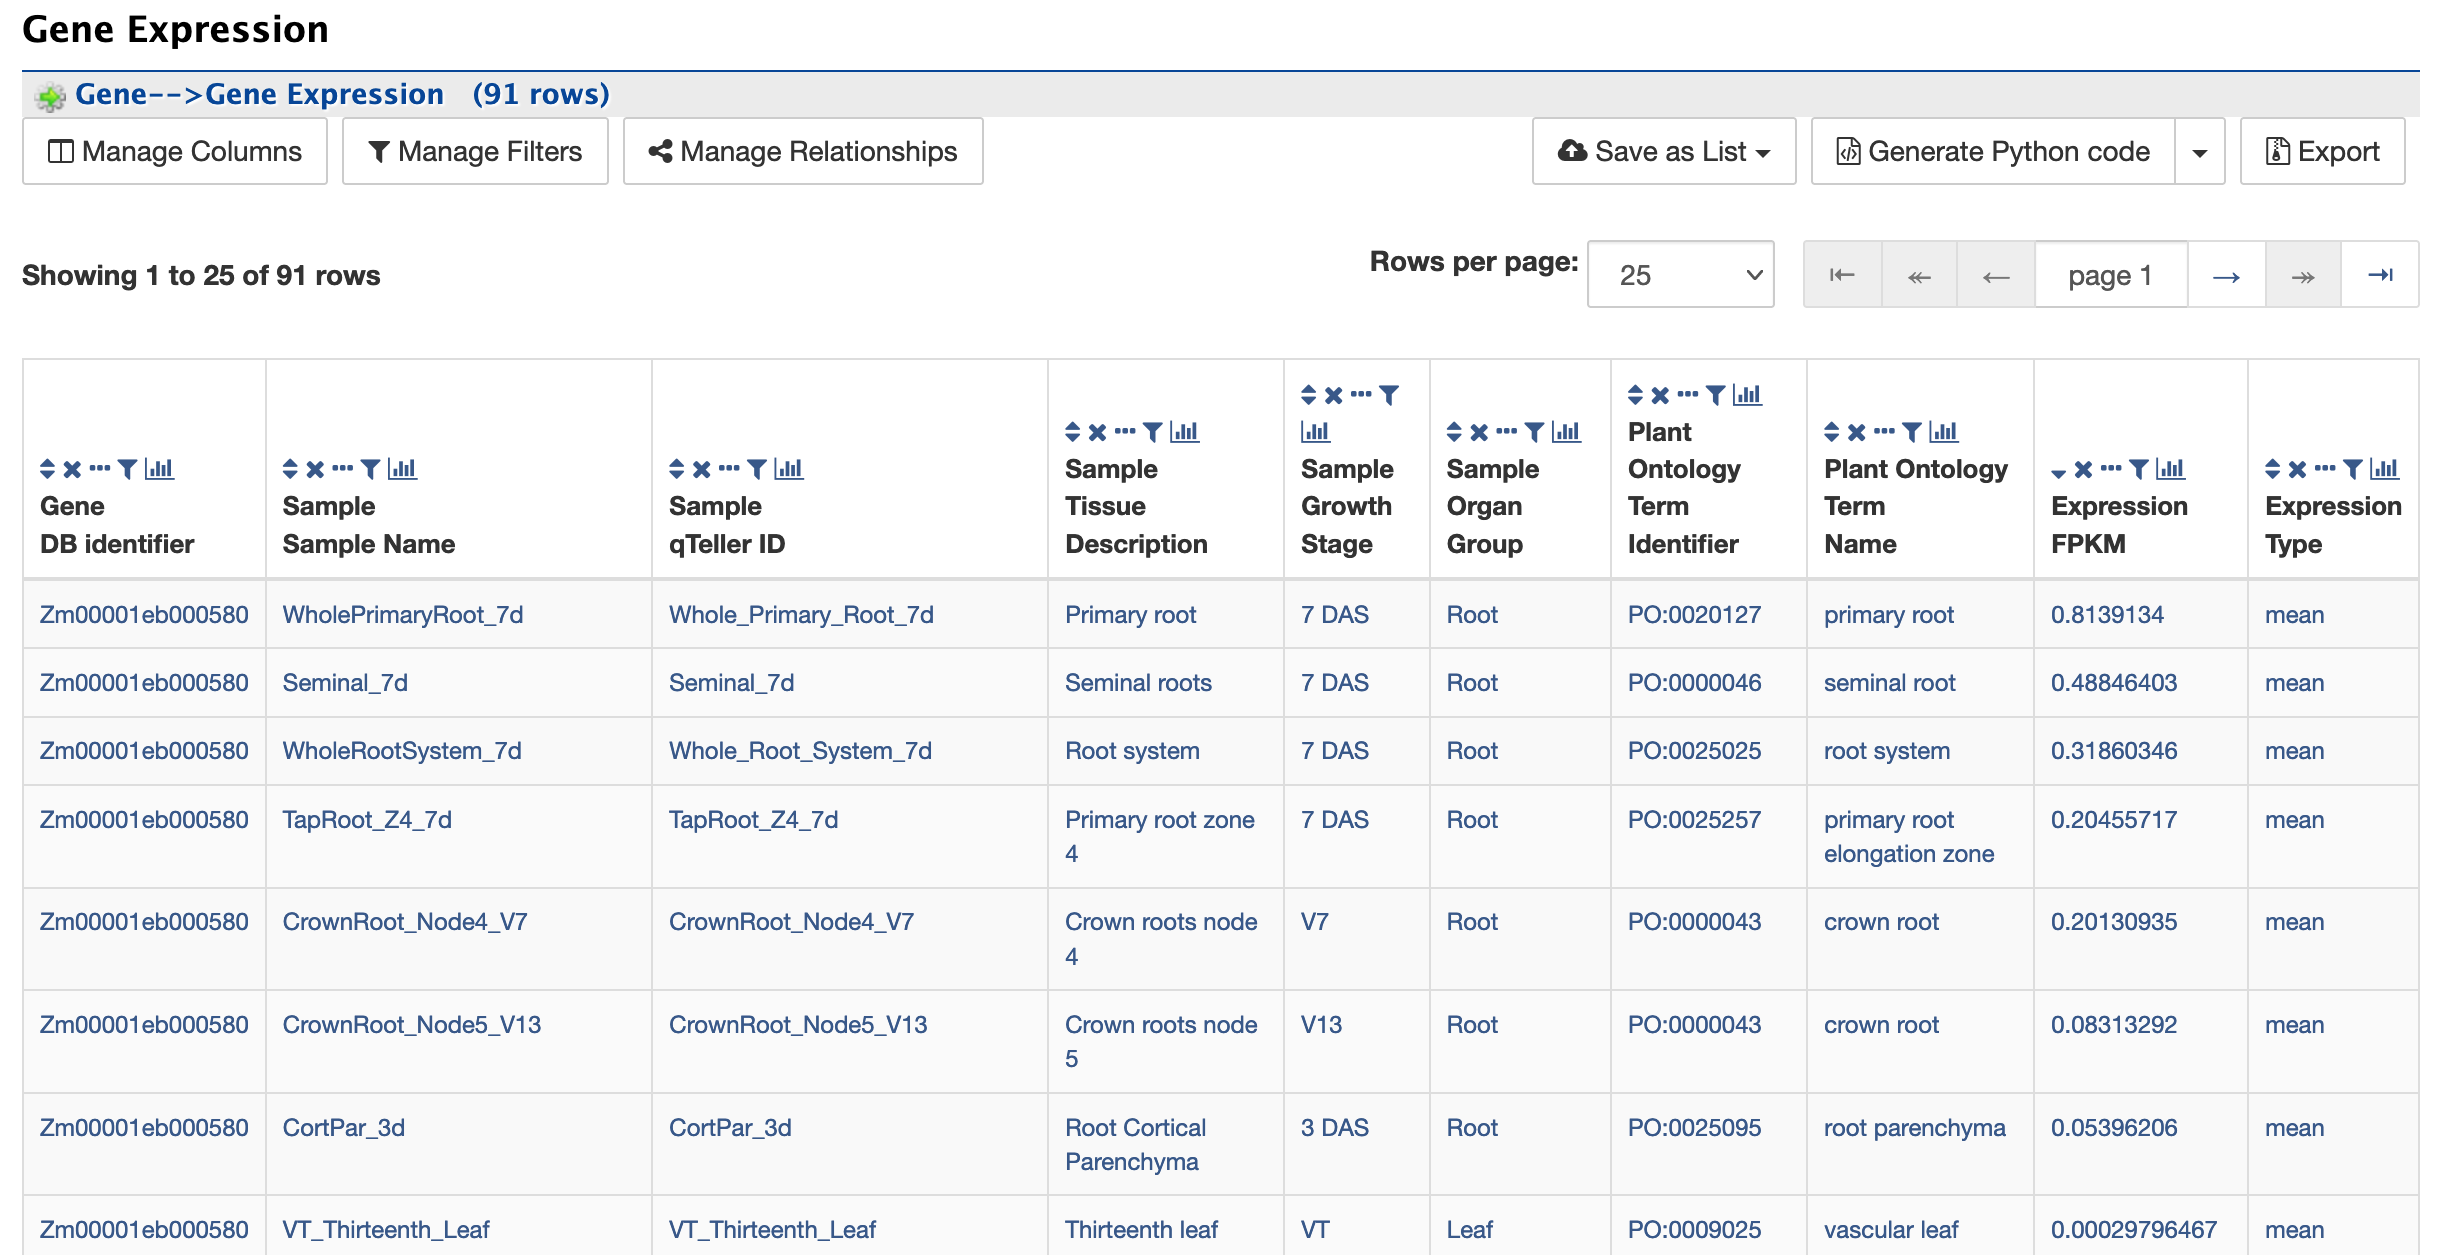 Gene Expression
Gene-->Gene Expression (91 rows)
Manage Columns Manage Filters Manage Relationships Save as List Generate Python code Export
Showing 1 to 25 of 91 rows Rows per page: 25 page 1
Gene DB identifier Sample Sample Name Sample qTeller ID Sample Tissue Description Sample Growth Stage Sample Organ Group Plant Ontology Term Identifier Plant Ontology Term Name Expression FPKM Expression Type
Zm00001eb000580 WholePrimaryRoot_7d Whole_Primary_Root_7d Primary root 7 DAS Root PO:0020127 primary root 0.8139134 mean
Zm00001eb000580 Seminal_7d Seminal_7d Seminal roots 7 DAS Root PO:0000046 seminal root 0.48846403 mean
Zm00001eb000580 WholeRootSystem_7d Whole_Root_System_7d Root system 7 DAS Root PO:0025025 root system 0.31860346 mean
Zm00001eb000580 TapRoot_Z4_7d TapRoot_Z4_7d Primary root zone 4 7 DAS Root PO:0025257 primary root elongation zone 0.20455717 mean
Zm00001eb000580 CrownRoot_Node4_V7 CrownRoot_Node4_V7 Crown roots node 4 V7 Root PO:0000043 crown root 0.20130935 mean
Zm00001eb000580 CrownRoot_Node5_V13 CrownRoot_Node5_V13 Crown roots node 5 V13 Root PO:0000043 crown root 0.08313292 mean
Zm00001eb000580 CortPar_3d CortPar_3d Root Cortical Parenchyma 3 DAS Root PO:0025095 root parenchyma 0.05396206 mean
Zm00001eb000580 VT_Thirteenth_Leaf VT_Thirteenth_Leaf Thirteenth leaf VT Leaf PO:0009025 vascular leaf 0.00029796467 mean